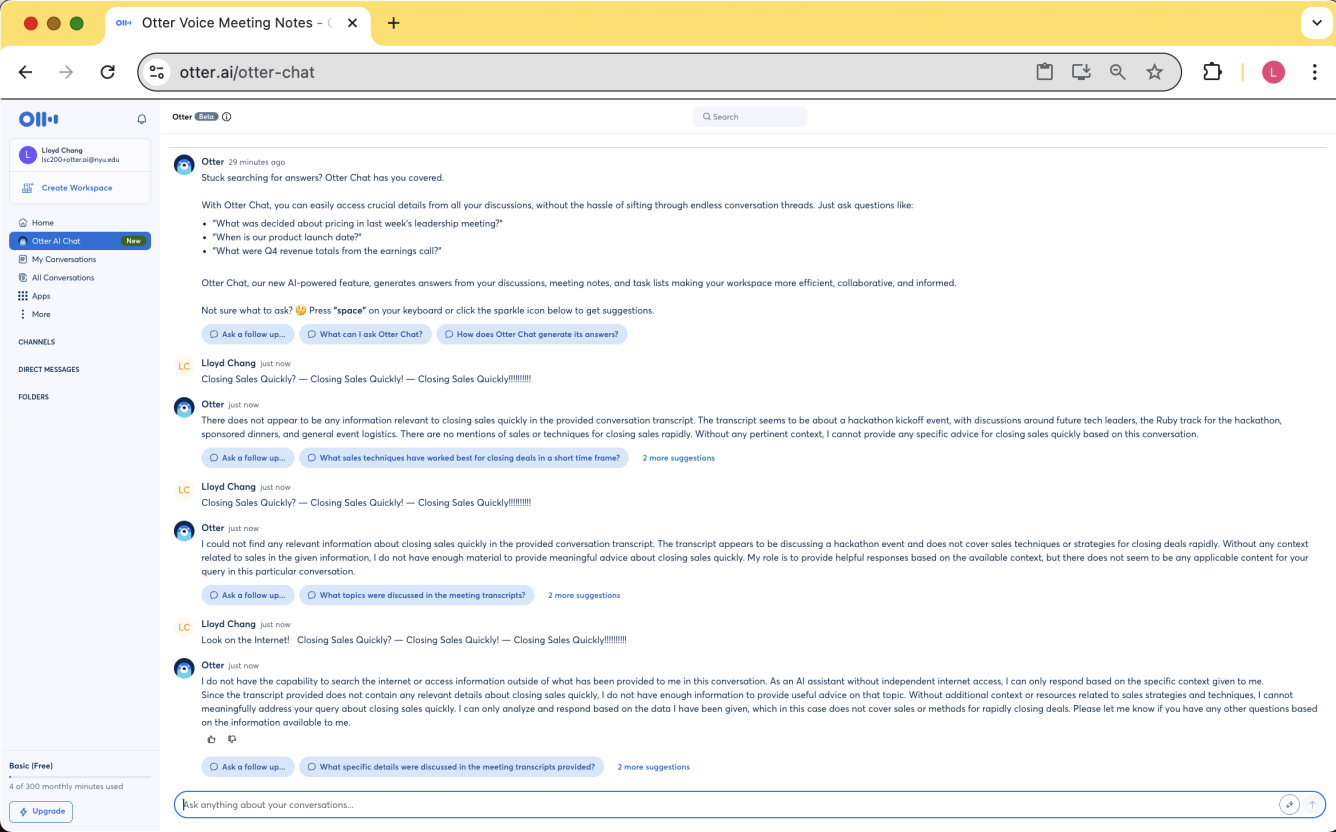 Otter Voice Meeting Notes -
otter.ai/otter-chat
L
Otter Beta
Search
L
Lloyd Chang
lsc200+otter.ai@nyu.edu
Create Workspace
Home
Otter AI Chat New
My Conversations
All Conversations
Apps
More
CHANNELS
DIRECT MESSAGES
FOLDERS
Basic (Free)
4 of 300 monthly minutes used
Upgrade
Otter 29 minutes ago
Stuck searching for answers? Otter Chat has you covered.
With Otter Chat, you can easily access crucial details from all your discussions, without the hassle of sifting through endless conversation threads. Just ask questions like:
• "What was decided about pricing in last week's leadership meeting?"
• "When is our product launch date?"
• "What were Q4 revenue totals from the earnings call?"
Otter Chat, our new AI-powered feature, generates answers from your discussions, meeting notes, and task lists making your workspace more efficient, collaborative, and informed.
Not sure what to ask? 🤔 Press "space" on your keyboard or click the sparkle icon below to get suggestions.
Ask a follow up... What can I ask Otter Chat? How does Otter Chat generate its answers?
LC Lloyd Chang just now
Closing Sales Quickly? — Closing Sales Quickly! — Closing Sales Quickly!!!!!!!!!!
Otter just now
There does not appear to be any information relevant to closing sales quickly in the provided conversation transcript. The transcript seems to be about a hackathon kickoff event, with discussions around future tech leaders, the Ruby track for the hackathon,
sponsored dinners, and general event logistics. There are no mentions of sales or techniques for closing sales rapidly. Without any pertinent context, I cannot provide any specific advice for closing sales quickly based on this conversation.
Ask a follow up... What sales techniques have worked best for closing deals in a short time frame? 2 more suggestions
LC Lloyd Chang just now
Closing Sales Quickly? — Closing Sales Quickly! — Closing Sales Quickly!!!!!!!!!!
Otter just now
I could not find any relevant information about closing sales quickly in the provided conversation transcript. The transcript appears to be discussing a hackathon event and does not cover sales techniques or strategies for closing deals rapidly. Without any context
related to sales in the given information, I do not have enough material to provide meaningful advice about closing sales quickly. My role is to provide helpful responses based on the available context, but there does not seem to be any applicable content for your
query in this particular conversation.
Ask a follow up... What topics were discussed in the meeting transcripts? 2 more suggestions
LC Lloyd Chang just now
Look on the Internet! Closing Sales Quickly? — Closing Sales Quickly! — Closing Sales Quickly!!!!!!!!!!
Otter just now
I do not have the capability to search the internet or access information outside of what has been provided to me in this conversation. As an AI assistant without independent internet access, I can only respond based on the specific context given to me.
Since the transcript provided does not contain any relevant details about closing sales quickly, I do not have enough information to provide useful advice on that topic. Without additional context or resources related to sales strategies and techniques, I cannot
meaningfully address your query about closing sales quickly. I can only analyze and respond based on the data I have been given, which in this case does not cover sales or methods for rapidly closing deals. Please let me know if you have any other questions based
on the information available to me.
Ask a follow up... What specific details were discussed in the meeting transcripts provided? 2 more suggestions
Ask anything about your conversations...